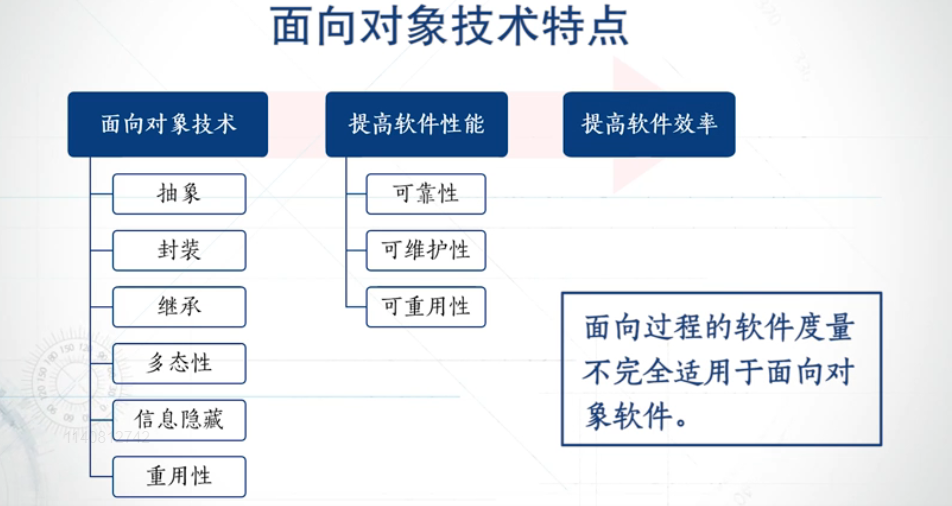 面向对象技术特点
面向对象技术
提高软件性能
提高软件效率
抽象
封装
继承
多态性
信息隐藏
重用性
可靠性
可维护性
可重用性
面向过程的软件度量
不完全适用于面向对
象软件。